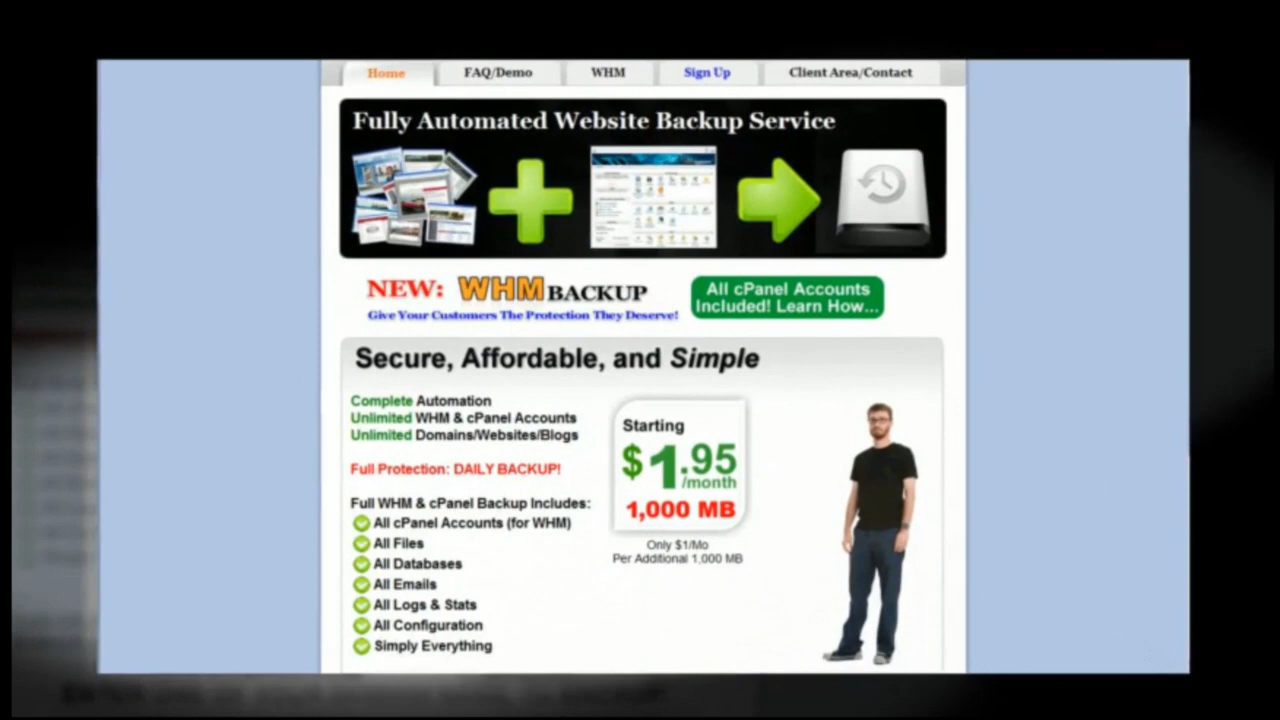 Home FAQ/Demo WHM Sign Up Client Area/Contact
Fully Automated Website Backup Service
NEW: WHM BACKUP
Give Your Customers The Protection They Deserve!
All cPanel Accounts
Included! Learn How...
Secure, Affordable, and Simple
Complete Automation
Unlimited WHM & cPanel Accounts
Unlimited Domains/Websites/Blogs
Full Protection: DAILY BACKUP!
Full WHM & cPanel Backup Includes:
All cPanel Accounts (for WHM)
All Files
All Databases
All Emails
All Logs & Stats
All Configuration
Simply Everything
Starting
$1.95
/month
1,000 MB
Only $1/Mo
Per Additional 1,000 MB